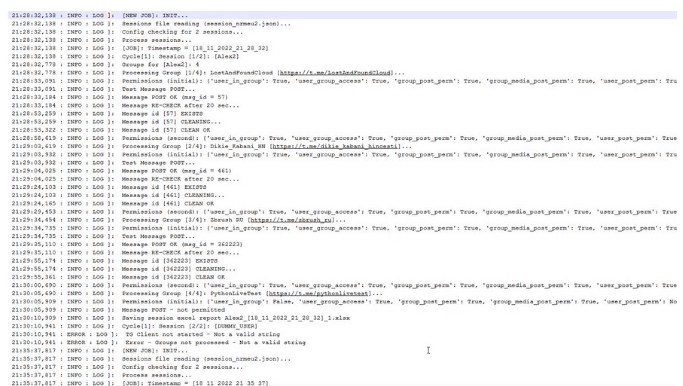 21:28:32,138 : INFO : LOG ]: [NEW JOB]: INIT...
21:28:32,138 : INFO : LOG ]: Sessions file reading (session_nrmeu2.json)...
21:28:32,138 : INFO : LOG ]: Config checking for 2 sessions...
21:28:32,138 : INFO : LOG ]: Process sessions...
21:28:32,138 : INFO : LOG ]: [JOB]: Timestamp = [18_11_2022_21_28_32]
21:28:32,138 : INFO : LOG ]: Cycle[1]: Session [1/2]: [Alex2]
21:28:32,778 : INFO : LOG ]: Groups for [Alex2]: 4
21:28:32,778 : INFO : LOG ]: Processing Group [1/4]: LostAndFoundCloud [https://t.me/LostAndFoundCloud]...
21:28:33,091 : INFO : LOG ]: Permissions (initial): {'user_in_group': True, 'user_group_access': True, 'group_post_perm': True, 'group_media_post_perm': True, 'user_post_perm': Tru
21:28:33,091 : INFO : LOG ]: Test Message POST...
21:28:33,184 : INFO : LOG ]: Message POST OK (msg_id = 57)
21:28:33,184 : INFO : LOG ]: Message RE-CHECK after 20 sec...
21:28:53,259 : INFO : LOG ]: Message id [57] EXISTS
21:28:53,259 : INFO : LOG ]: Message id [57] CLEANING...
21:28:53,322 : INFO : LOG ]: Message id [57] CLEAN OK
21:28:58,619 : INFO : LOG ]: Permissions (second): {'user_in_group': True, 'user_group_access': True, 'group_post_perm': True, 'group_media_post_perm': True, 'user_post_perm': True
21:29:03,619 : INFO : LOG ]: Processing Group [2/4]: Dikie_Kabani_HN [https://t.me/dikie_kabani_hincesti]...
21:29:03,932 : INFO : LOG ]: Permissions (initial): {'user_in_group': True, 'user_group_access': True, 'group_post_perm': True, 'group_media_post_perm': True, 'user_post_perm': Tru
21:29:03,932 : INFO : LOG ]: Test Message POST...
21:29:04,025 : INFO : LOG ]: Message POST OK (msg_id = 461)
21:29:04,025 : INFO : LOG ]: Message RE-CHECK after 20 sec...
21:29:24,103 : INFO : LOG ]: Message id [461] EXISTS
21:29:24,103 : INFO : LOG ]: Message id [461] CLEANING...
21:29:24,165 : INFO : LOG ]: Message id [461] CLEAN OK
21:29:29,453 : INFO : LOG ]: Permissions (second): {'user_in_group': True, 'user_group_access': True, 'group_post_perm': True, 'group_media_post_perm': True, 'user_post_perm': True
21:29:34,454 : INFO : LOG ]: Processing Group [3/4]: Zbrush RU [https://t.me/zbrush_ru]...
21:29:34,735 : INFO : LOG ]: Permissions (initial): {'user_in_group': True, 'user_group_access': True, 'group_post_perm': True, 'group_media_post_perm': True, 'user_post_perm': Tru
21:29:34,735 : INFO : LOG ]: Test Message POST...
21:29:35,110 : INFO : LOG ]: Message POST OK (msg_id = 362223)
21:29:35,110 : INFO : LOG ]: Message RE-CHECK after 20 sec...
21:29:55,174 : INFO : LOG ]: Message id [362223] EXISTS
21:29:55,174 : INFO : LOG ]: Message id [362223] CLEANING...
21:29:55,361 : INFO : LOG ]: Message id [362223] CLEAN OK
21:30:00,690 : INFO : LOG ]: Permissions (second): {'user_in_group': True, 'user_group_access': True, 'group_post_perm': True, 'group_media_post_perm': True, 'user_post_perm': True
21:30:05,690 : INFO : LOG ]: Processing Group [4/4]: PythonLiveTest [https://t.me/pythonlivetest]...
21:30:05,909 : INFO : LOG ]: Permissions (initial): {'user_in_group': False, 'user_group_access': True, 'group_post_perm': True, 'group_media_post_perm': True, 'user_post_perm': No
21:30:05,909 : INFO : LOG ]: Message POST - not permitted
21:30:10,909 : INFO : LOG ]: Saving session excel report Alex2_[18_11_2022_21_28_32]_1.xlsx
21:30:10,941 : INFO : LOG ]: Cycle[1]: Session [2/2]: [DUMMY_USER]
21:30:10,941 : ERROR : LOG ]: TG Client not started - Not a valid string
21:30:10,941 : ERROR : LOG ]: Error - Groups not processed - Not a valid string
21:35:37,817 : INFO : LOG ]: [NEW JOB]: INIT...
21:35:37,817 : INFO : LOG ]: Sessions file reading (session_nrmeu2.json)...
21:35:37,817 : INFO : LOG ]: Config checking for 2 sessions...
21:35:37,817 : INFO : LOG ]: Process sessions...
21:35:37,817 : INFO : LOG ]: [JOB]: Timestamp = [18_11_2022_21_35_37]